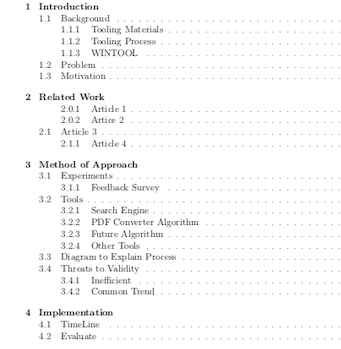 1 Introduction
1.1 Background . . . . . . . . . . . . . . . . . . . . . . . . . . . . . .
1.1.1 Tooling Materials . . . . . . . . . . . . . . . . . . . . . . .
1.1.2 Tooling Process . . . . . . . . . . . . . . . . . . . . . . . .
1.1.3 WINTOOL . . . . . . . . . . . . . . . . . . . . . . . . . .
1.2 Problem . . . . . . . . . . . . . . . . . . . . . . . . . . . . . . . .
1.3 Motivation . . . . . . . . . . . . . . . . . . . . . . . . . . . . . . .
2 Related Work
2.0.1 Article 1 . . . . . . . . . . . . . . . . . . . . . . . . . . . .
2.0.2 Artice 2 . . . . . . . . . . . . . . . . . . . . . . . . . . . .
2.1 Article 3 . . . . . . . . . . . . . . . . . . . . . . . . . . . . . . . .
2.1.1 Article 4 . . . . . . . . . . . . . . . . . . . . . . . . . . . .
3 Method of Approach
3.1 Experiments . . . . . . . . . . . . . . . . . . . . . . . . . . . . . .
3.1.1 Feedback Survey . . . . . . . . . . . . . . . . . . . . . . .
3.2 Tools . . . . . . . . . . . . . . . . . . . . . . . . . . . . . . . . . .
3.2.1 Search Engine . . . . . . . . . . . . . . . . . . . . . . . . .
3.2.2 PDF Converter Algorithm . . . . . . . . . . . . . . . . . .
3.2.3 Future Algorithm . . . . . . . . . . . . . . . . . . . . . . .
3.2.4 Other Tools . . . . . . . . . . . . . . . . . . . . . . . . . .
3.3 Diagram to Explain Process . . . . . . . . . . . . . . . . . . . . .
3.4 Threats to Validity . . . . . . . . . . . . . . . . . . . . . . . . . .
3.4.1 Inefficient . . . . . . . . . . . . . . . . . . . . . . . . . . .
3.4.2 Common Trend . . . . . . . . . . . . . . . . . . . . . . . .
4 Implementation
4.1 TimeLine . . . . . . . . . . . . . . . . . . . . . . . . . . . . . . .
4.2 Evaluate . . . . . . . . . . . . . . . . . . . . . . . . . . . . . . . .